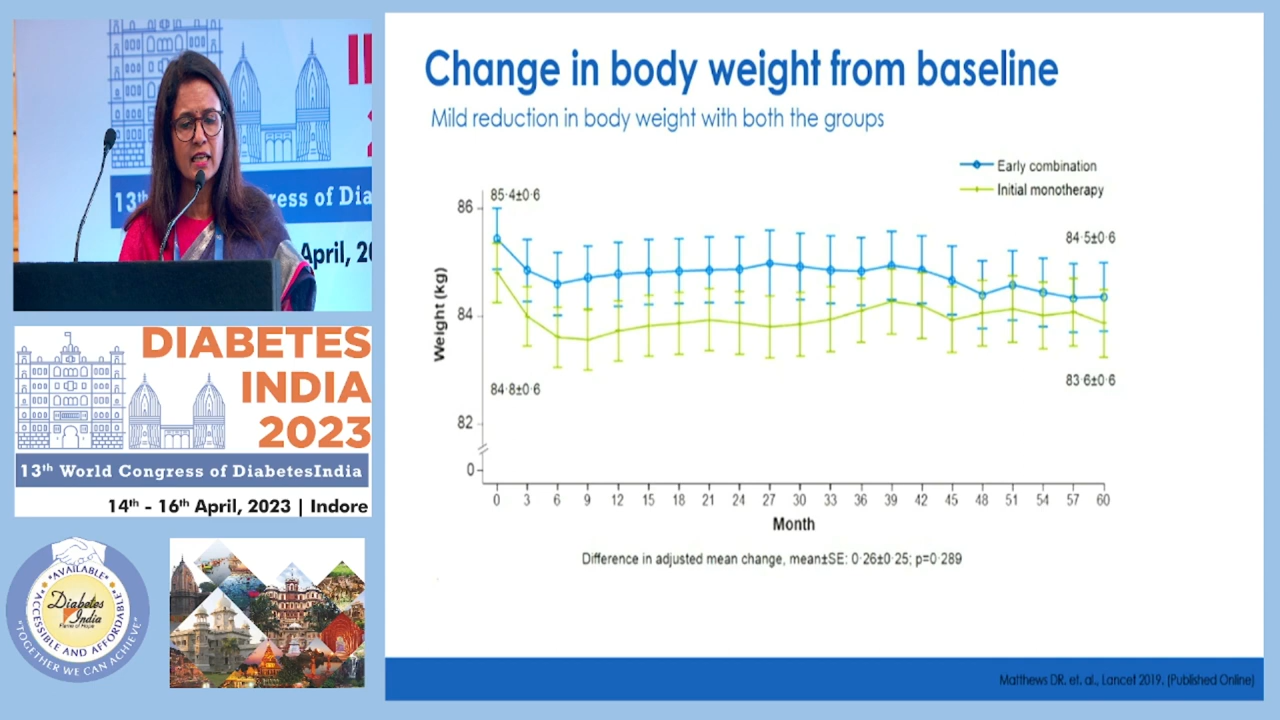 13th
ress of Dia
April, 20
DIABETES
INDIA
2023
13th World Congress of DiabetesIndia
14th - 16th April, 2023 | Indore
"AVAILABLE"
"ACCESSIBLE AND AFFORDABLE"
Diabetes
India
"TOGETHER WE CAN ACHIEVE"
Change in body weight from baseline
Mild reduction in body weight with both the groups
Early combination
Initial monotherapy
85·4±0·6
84·5±0·6
84·8±0·6
83·6±0·6
Weight (kg)
86
84
82
0
0 3 6 9 12 15 18 21 24 27 30 33 36 39 42 45 48 51 54 57 60
Month
Difference in adjusted mean change, mean±SE: 0·26±0·25; p=0·289
Matthews DR. et. al., Lancet 2019. [Published Online]